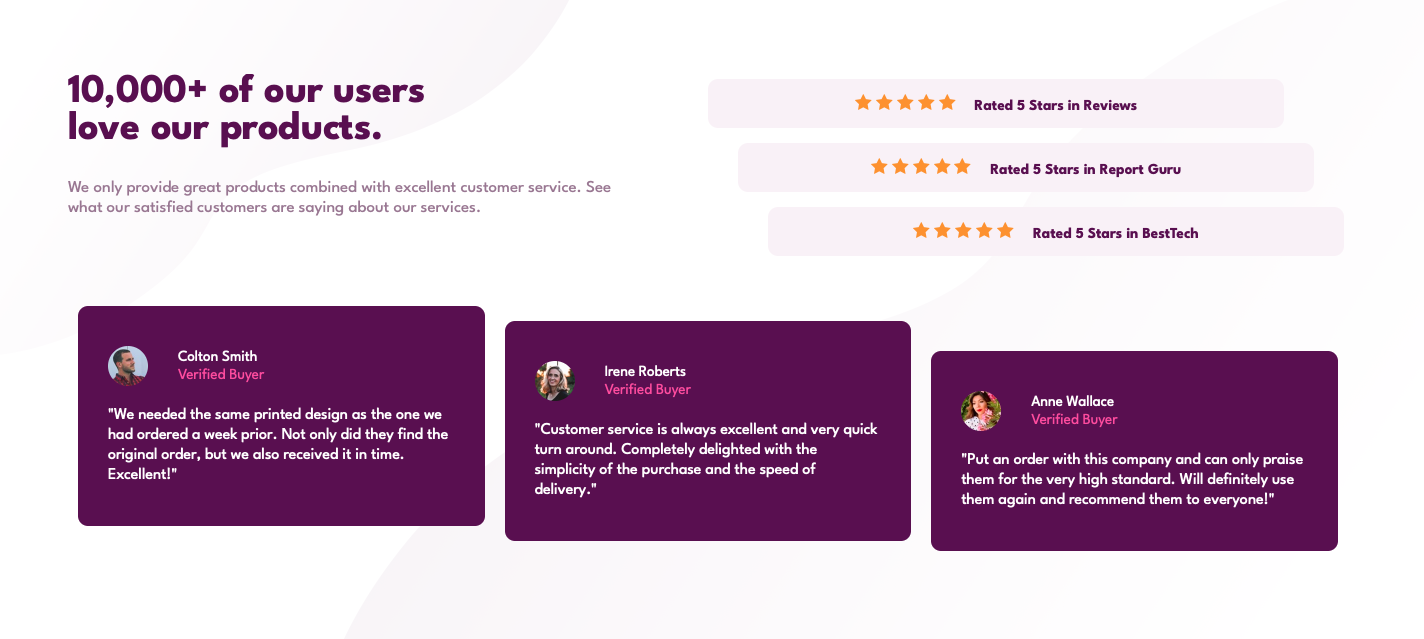 10,000+ of our users
love our products.
We only provide great products combined with excellent customer service. See
what our satisfied customers are saying about our services.
Rated 5 Stars in Reviews
Rated 5 Stars in Report Guru
Rated 5 Stars in BestTech
Colton Smith
Verified Buyer
"We needed the same printed design as the one we
had ordered a week prior. Not only did they find the
original order, but we also received it in time.
Excellent!"
Irene Roberts
Verified Buyer
"Customer service is always excellent and very quick
turn around. Completely delighted with the
simplicity of the purchase and the speed of
delivery."
Anne Wallace
Verified Buyer
"Put an order with this company and can only praise
them for the very high standard. Will definitely use
them again and recommend them to everyone!"